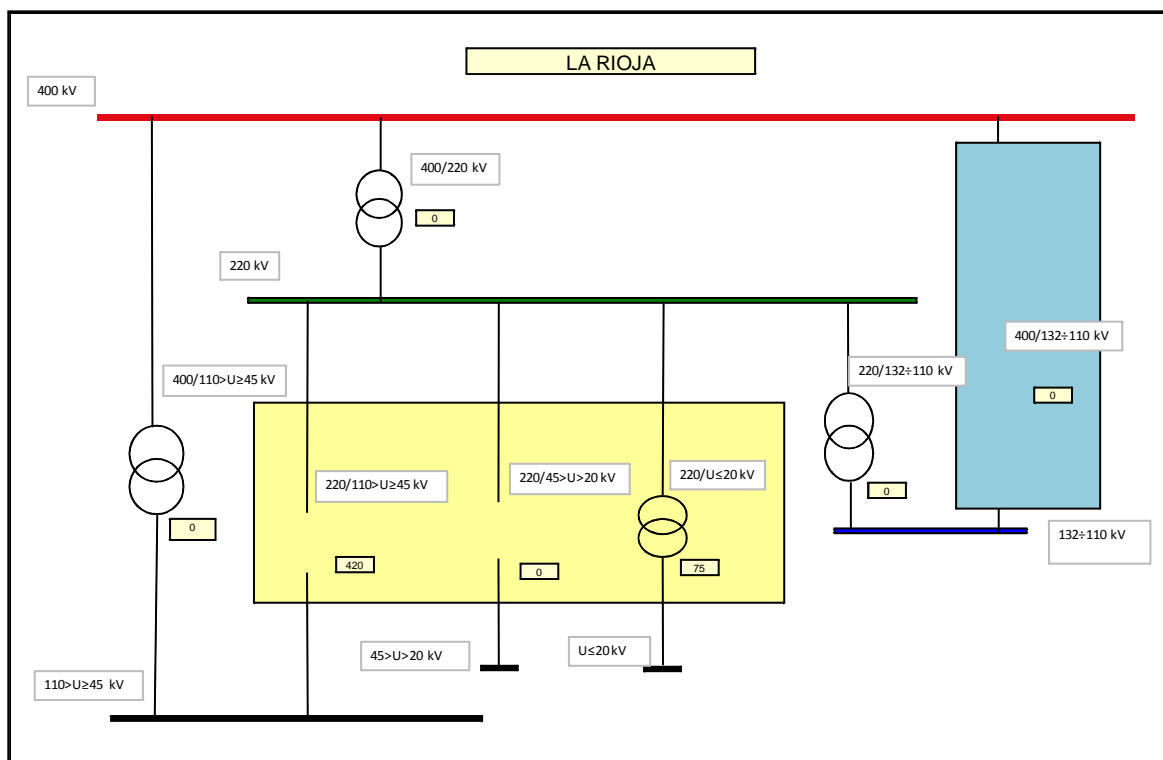 LA RIOJA
400 kV
400/220 kV
0
220 kV
400/132÷110 kV
220/132÷110 kV
400/110>U≥45 kV
0
220/110>U≥45 kV
220/45>U>20 kV
220/U≤20 kV
0
0
132÷110 kV
420
0
75
45>U>20 kV
U≤20 kV
110>U≥45 kV